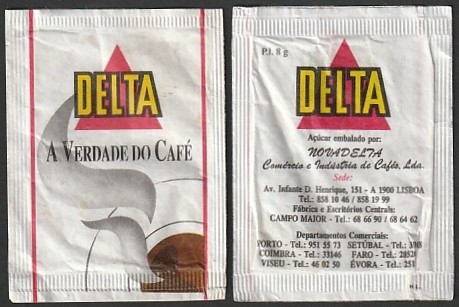 DELTA
A VERDADE DO CAFÉ
P.I. 8 g
DELTA
Açúcar embalado por:
NOVADELTA
Comércio e Indústria de Cafés, Lda.
Sede:
Av. Infante D. Henrique, 151 - A 1900 LISBOA
Tel.: 858 10 46 / 858 19 99
Fábrica e Escritórios Centrais:
CAMPO MAIOR - Tel.: 68 66 90 / 68 64 62
Departamentos Comerciais:
PORTO - Tel.: 951 55 73 SETÚBAL - Tel.:
COIMBRA - Tel.: 33146 FARO - Tel.:
VISEU - Tel.: 46 02 50 ÉVORA - Tel.: